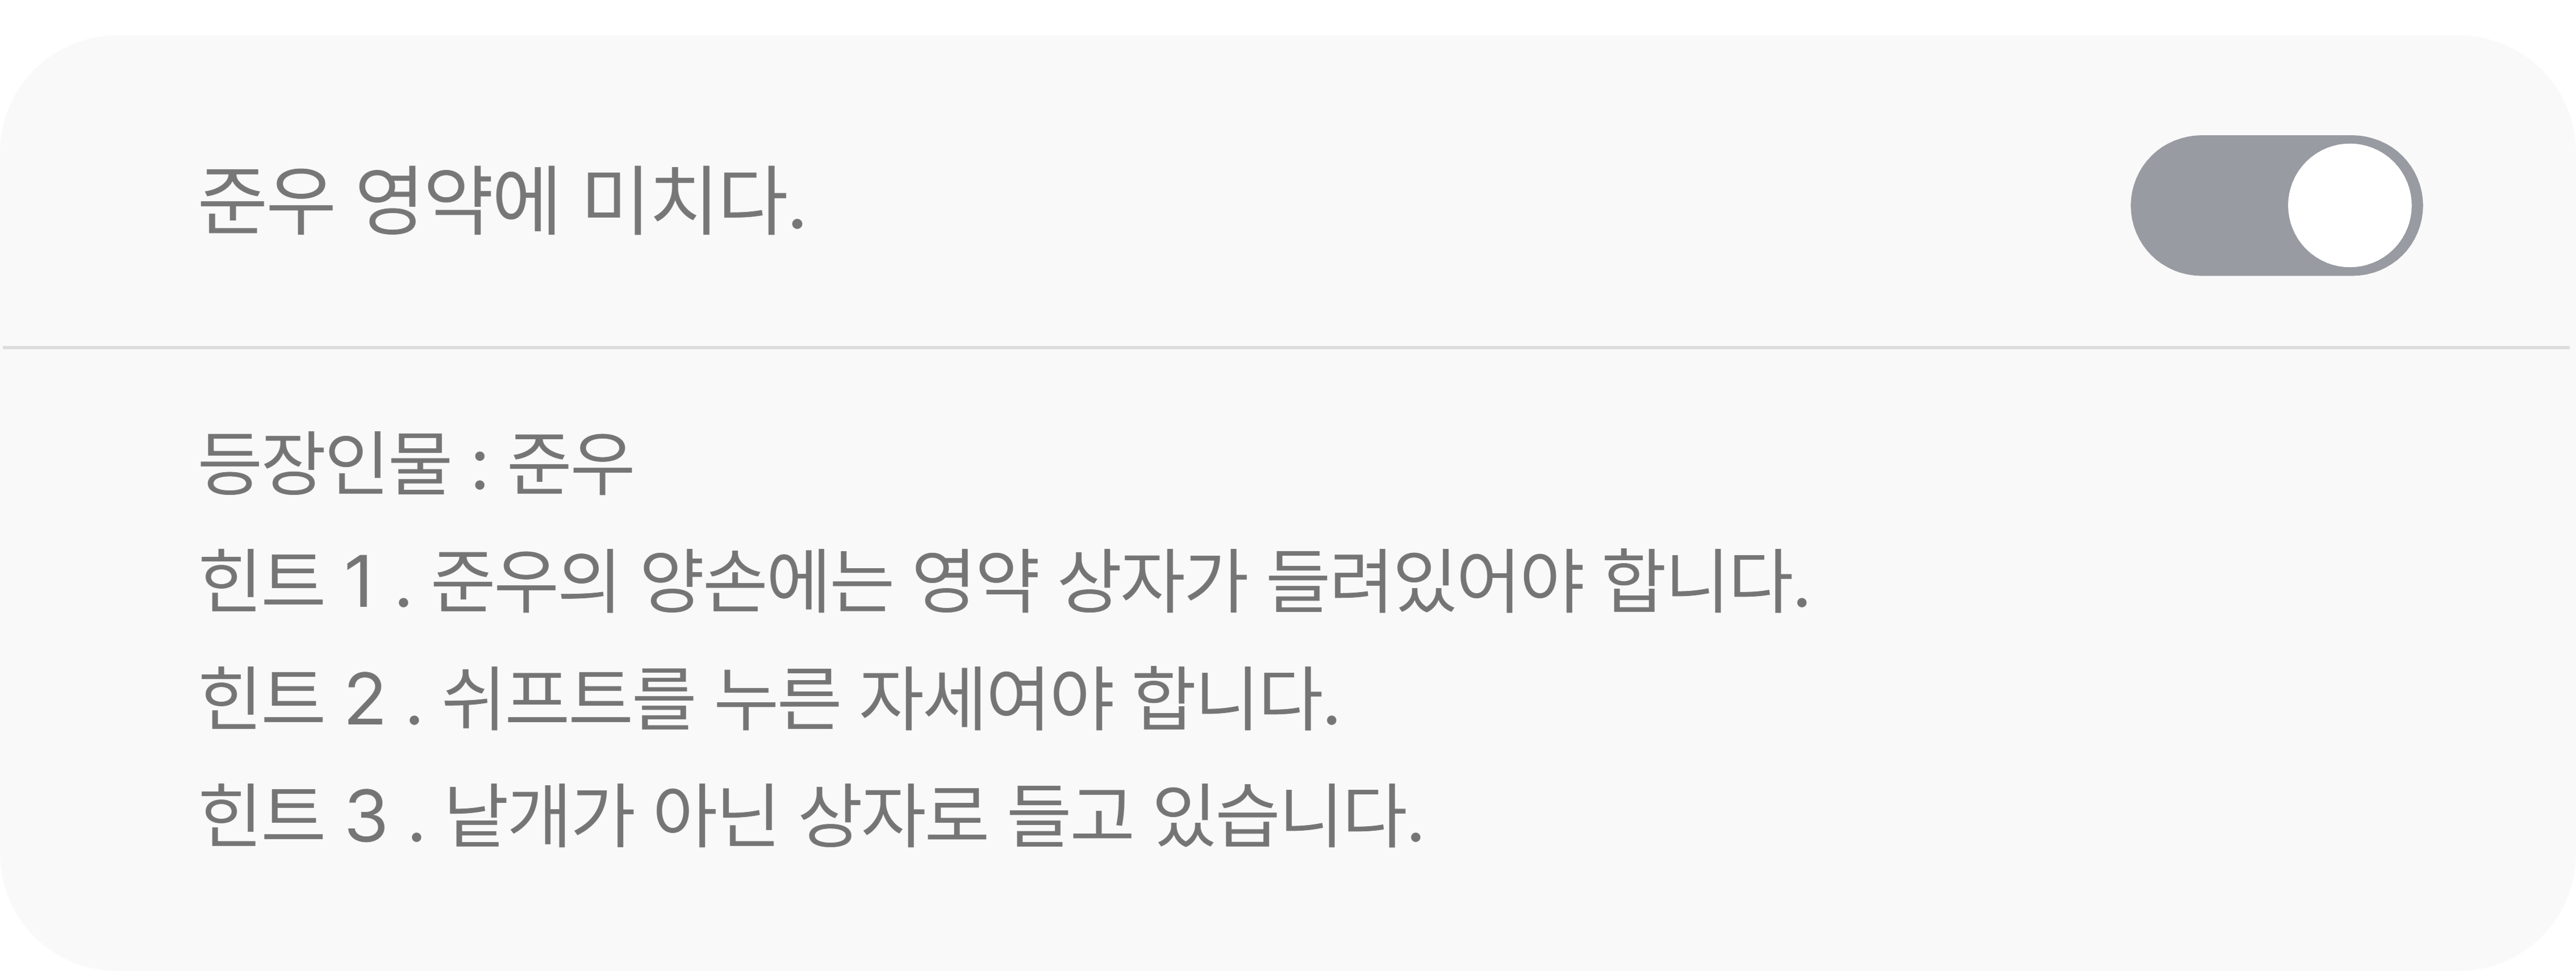 준우 영약에 미치다.
등장인물 : 준우
힌트 1 . 준우의 양손에는 영약 상자가 들려있어야 합니다.
힌트 2 . 쉬프트를 누른 자세여야 합니다.
힌트 3 . 낱개가 아닌 상자로 들고 있습니다.